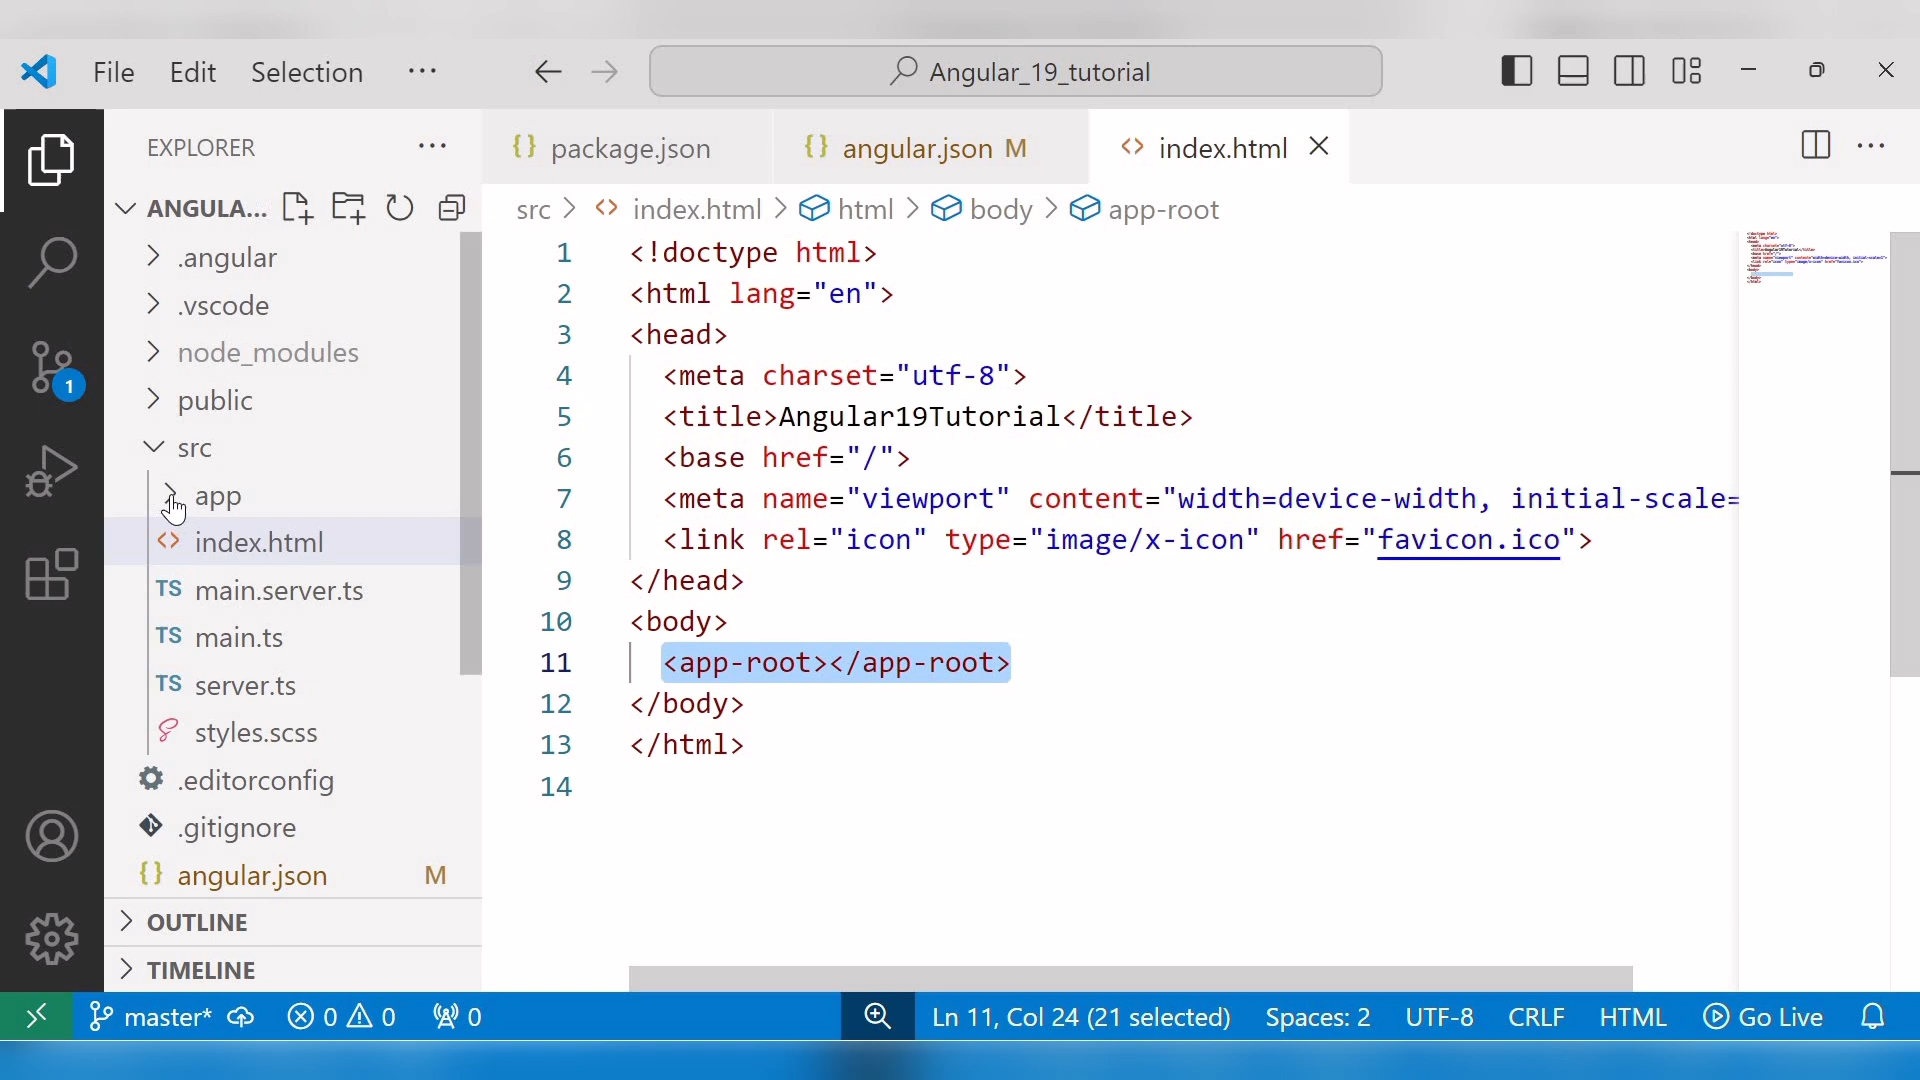 File Edit Selection ··· Angular_19_tutorial
EXPLORER ···
ANGULA...
.angular
.vscode
node_modules
public
src
app
index.html
TS main.server.ts
TS main.ts
TS server.ts
styles.scss
.editorconfig
.gitignore
{} angular.json M
OUTLINE
TIMELINE
1
{} package.json {} angular.json M <> index.html
src > <> index.html > html > body > app-root
1 <!doctype html>
2 <html lang="en">
3 <head>
4 <meta charset="utf-8">
5 <title>Angular19Tutorial</title>
6 <base href="/">
7 <meta name="viewport" content="width=device-width, initial-scale=
8 <link rel="icon" type="image/x-icon" href="favicon.ico">
9 </head>
10 <body>
11 <app-root></app-root>
12 </body>
13 </html>
14
master* 0 0 0 Ln 11, Col 24 (21 selected) Spaces: 2 UTF-8 CRLF HTML Go Live